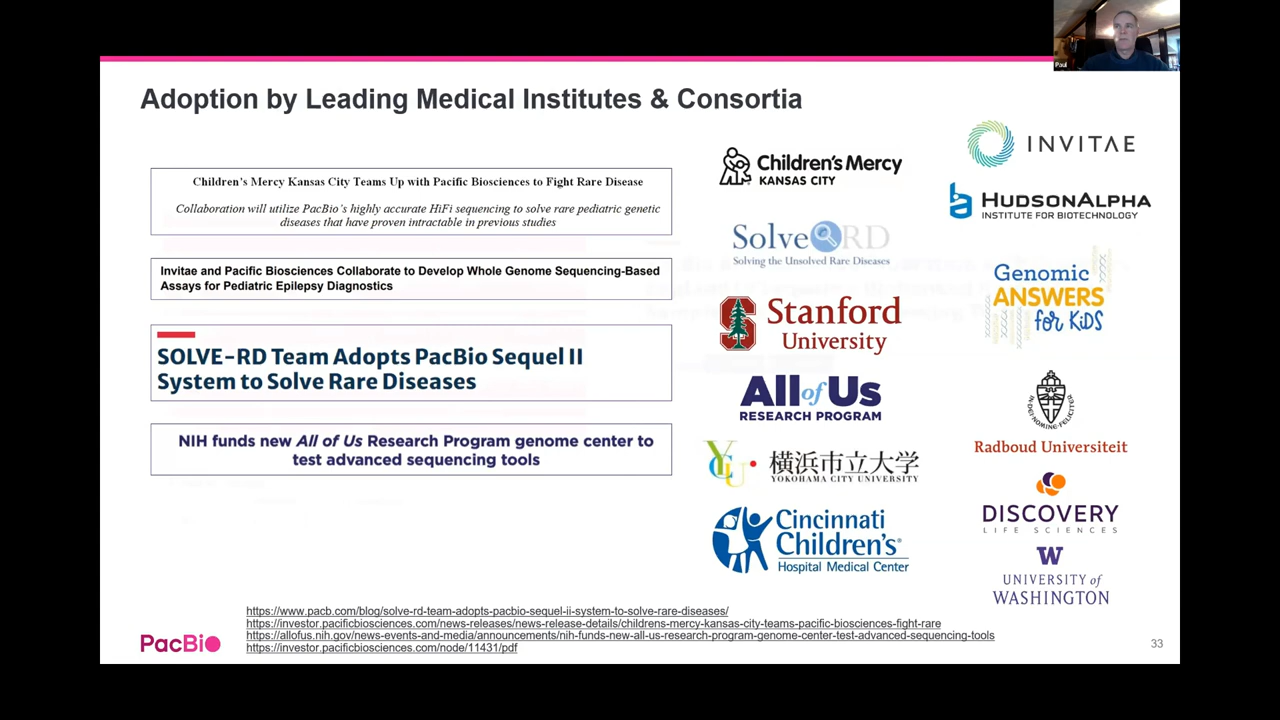 Paul
Adoption by Leading Medical Institutes & Consortia
Children's Mercy Kansas City Teams Up with Pacific Biosciences to Fight Rare Disease
Collaboration will utilize PacBio's highly accurate HiFi sequencing to solve rare pediatric genetic
diseases that have proven intractable in previous studies
Invitae and Pacific Biosciences Collaborate to Develop Whole Genome Sequencing-Based
Assays for Pediatric Epilepsy Diagnostics
SOLVE-RD Team Adopts PacBio Sequel II
System to Solve Rare Diseases
NIH funds new All of Us Research Program genome center to
test advanced sequencing tools
Children's Mercy
KANSAS CITY
Solve RD
Solving the Unsolved Rare Diseases
Stanford
University
All of Us
RESEARCH PROGRAM
YCU
横浜市立大学
YOKOHAMA CITY UNIVERSITY
Cincinnati
Children's®
Hospital Medical Center
INVITAE
HUDSONALPHA
INSTITUTE FOR BIOTECHNOLOGY
Genomic
ANSWERS
for KiDS
IN DEI NOMINE FELICITER
Radboud Universiteit
DISCOVERY
LIFE SCIENCES
W
UNIVERSITY of
WASHINGTON
https://www.pacb.com/blog/solve-rd-team-adopts-pacbio-sequel-ii-system-to-solve-rare-diseases/
https://investor.pacificbiosciences.com/news-releases/news-release-details/childrens-mercy-kansas-city-teams-pacific-biosciences-fight-rare
https://allofus.nih.gov/news-events-and-media/announcements/nih-funds-new-all-us-research-program-genome-center-test-advanced-sequencing-tools
https://investor.pacificbiosciences.com/node/11431/pdf
PacBio
33